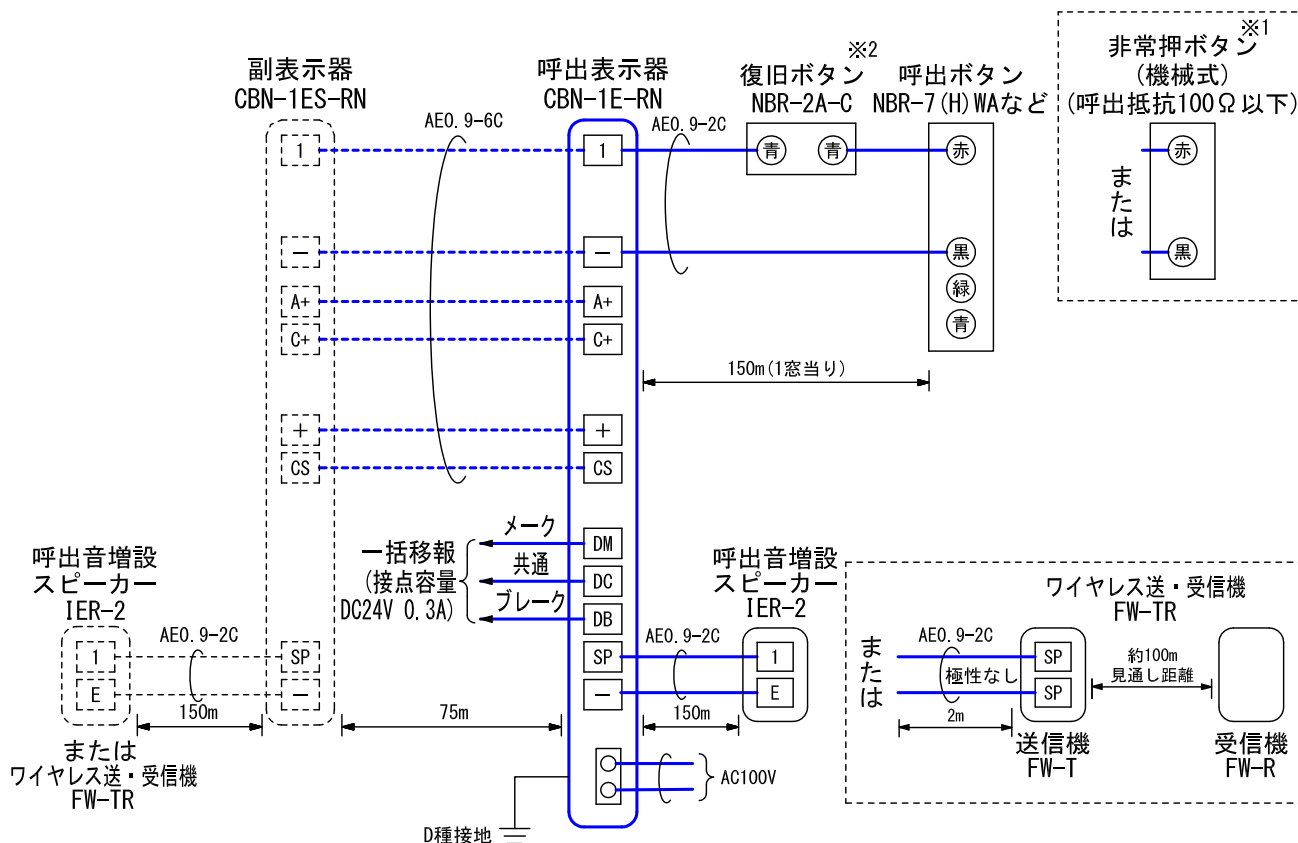 副表示器
CBN-1ES-RN
呼出表示器
CBN-1E-RN
復旧ボタン※2
NBR-2A-C
呼出ボタン
NBR-7(H)WAなど
非常押ボタン※1
(機械式)
(呼出抵抗100Ω以下)
AE0.9-6C
AE0.9-2C
1
1
青
青
赤
または
赤
黒
−
−
黒
緑
青
A+
A+
C+
C+
150m(1窓当り)
+
+
CS
CS
一括移報
(接点容量
DC24V 0.3A)
メーク
共通
ブレーク
DM
DC
DB
SP
−
呼出音増設
スピーカー
IER-2
AE0.9-2C
1
E
SP
−
150m
または
ワイヤレス送・受信機
FW-TR
75m
呼出音増設
スピーカー
IER-2
AE0.9-2C
1
E
150m
AC100V
D種接地
ワイヤレス送・受信機
FW-TR
または
AE0.9-2C
極性なし
2m
SP
SP
送信機
FW-T
約100m
見通し距離
受信機
FW-R